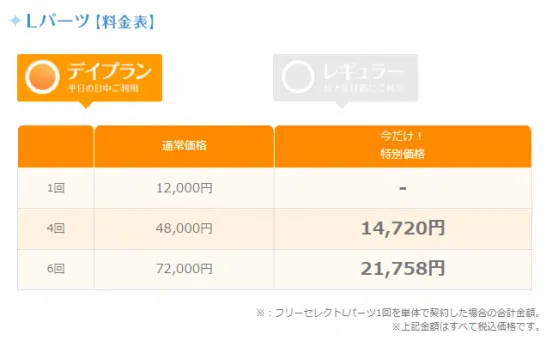 Lパーツ【料金表】
デイプラン
平日の日中ご利用
レギュラー
好きな時間にご利用
通常価格
今だけ！
特別価格
1回 12,000円 -
4回 48,000円 14,720円
6回 72,000円 21,758円
※：フリーセレクトLパーツ1回を単体で契約した場合の合計金額。
※上記金額はすべて税込価格です。